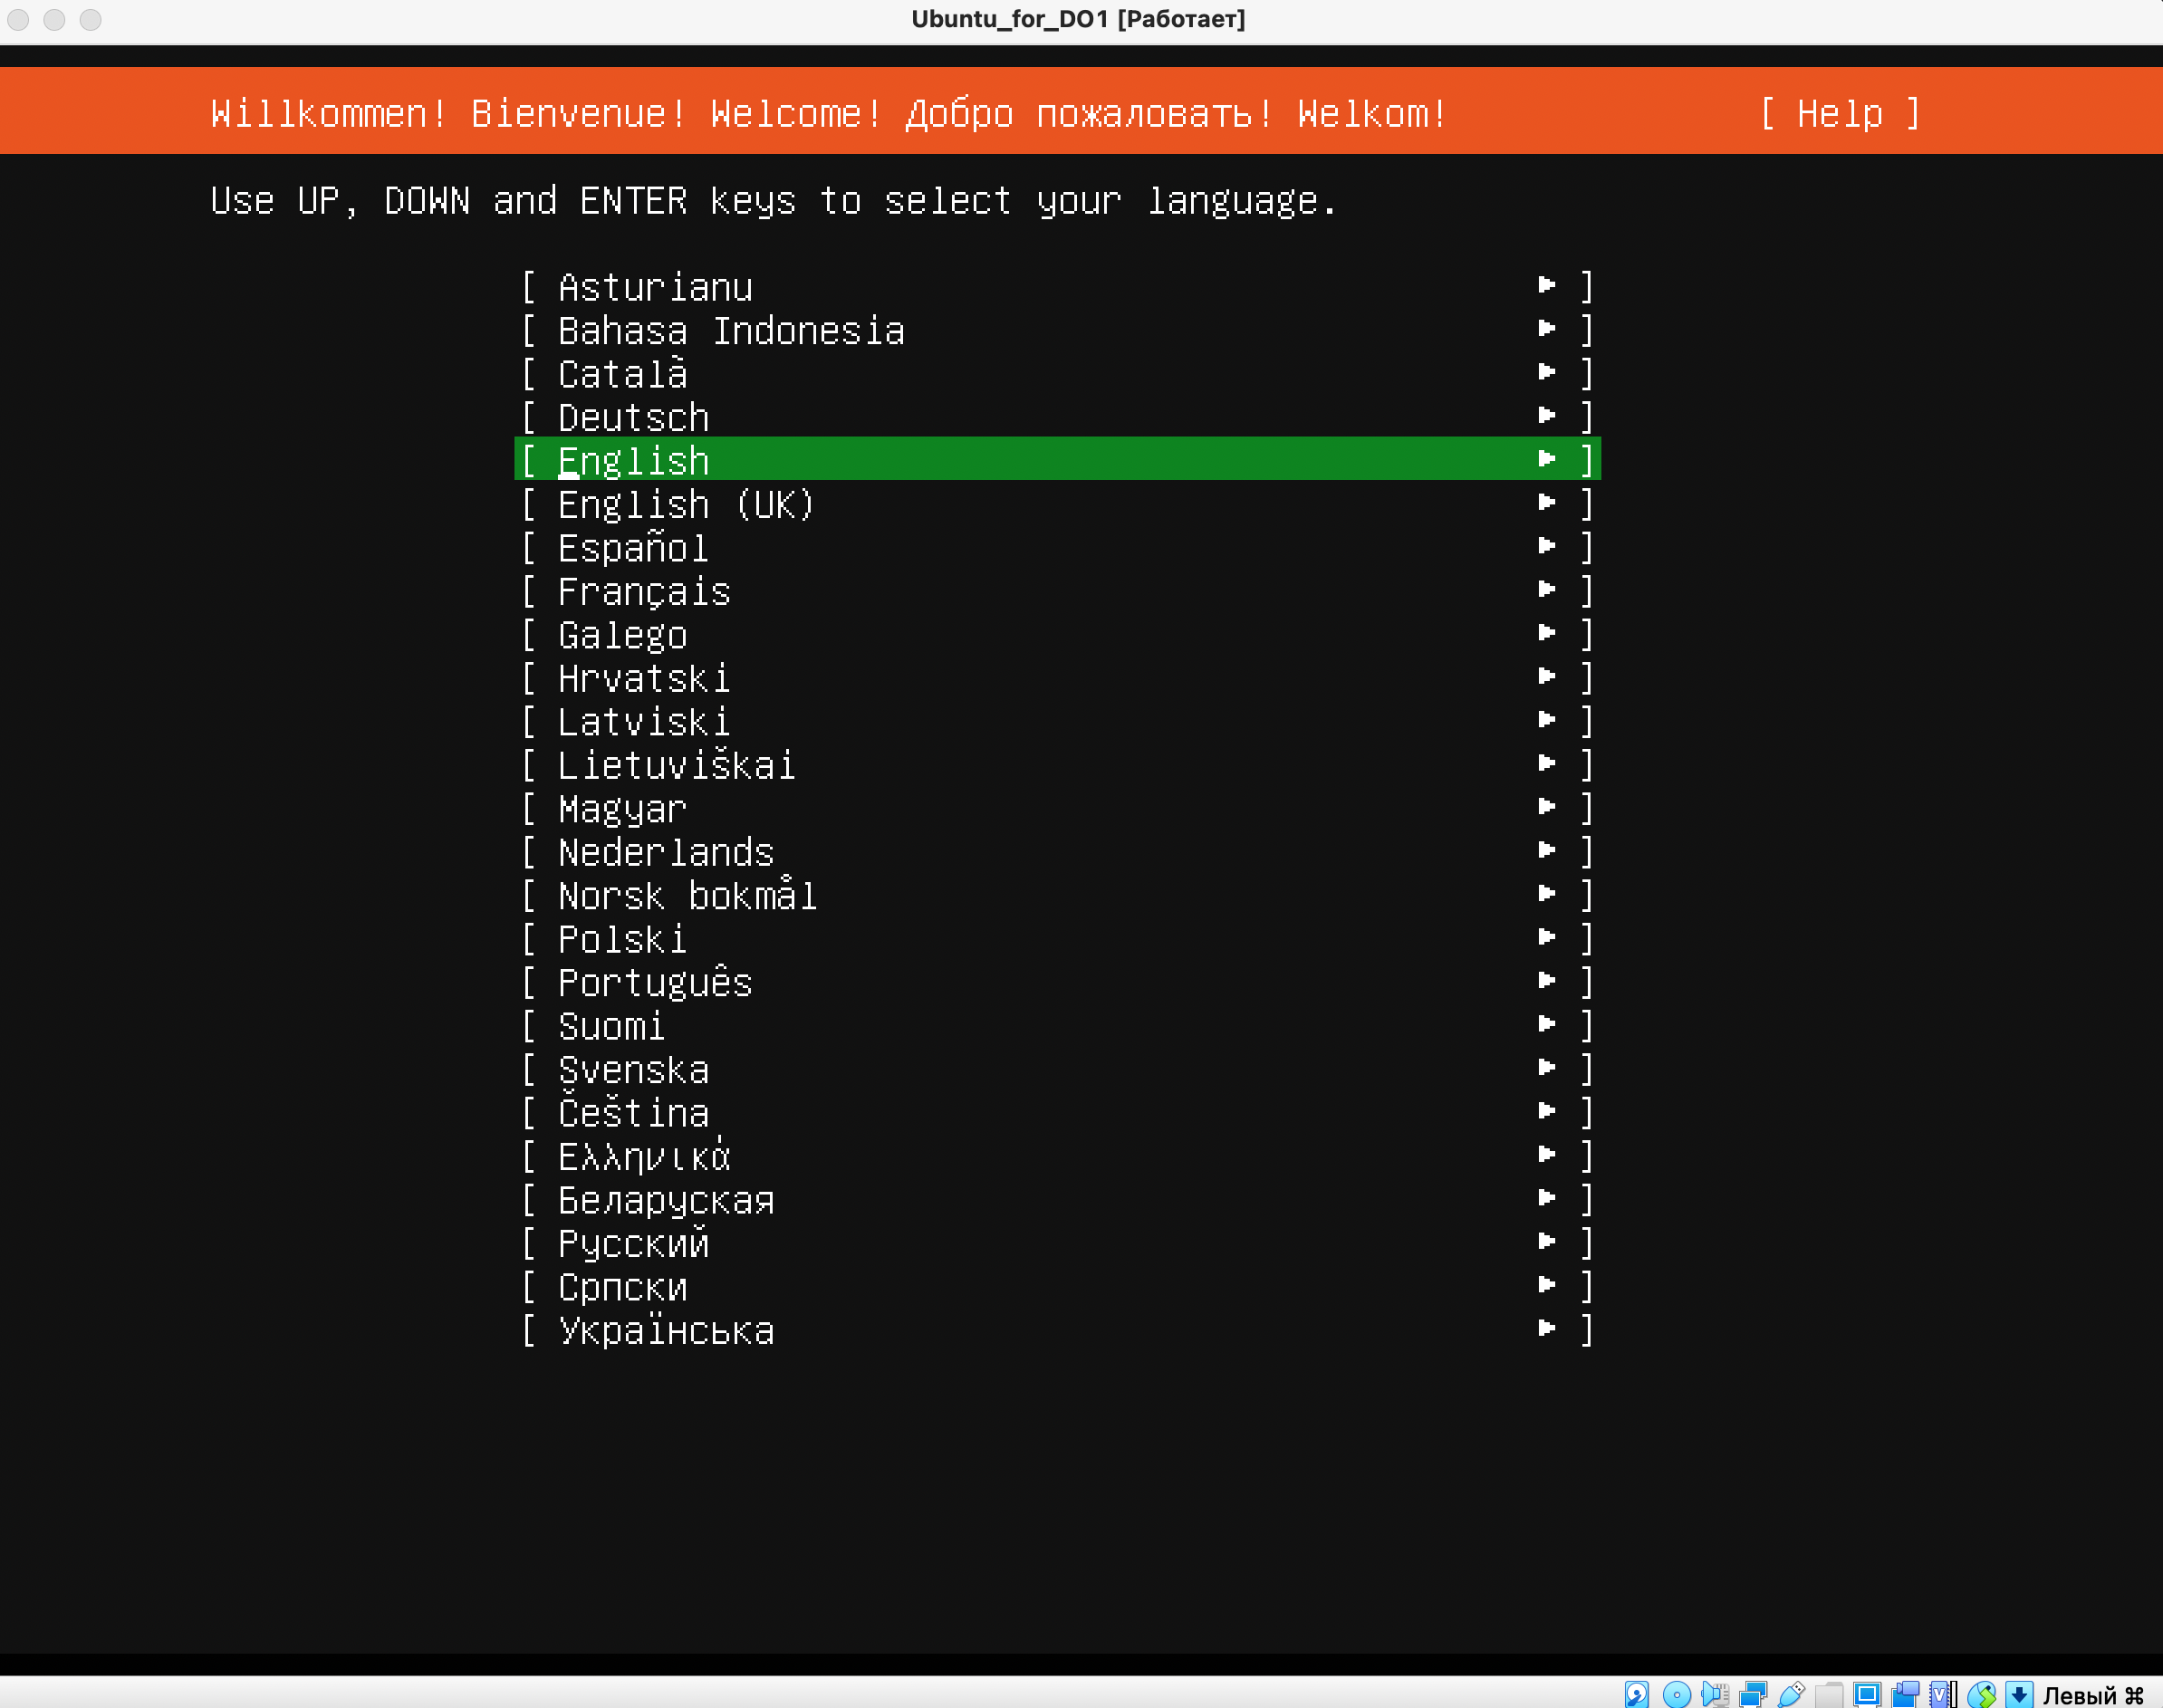 Ubuntu_for_DO1 [Работает]
Willkommen! Bienvenue! Welcome! Добро пожаловать! Welkom! [ Help ]
Use UP, DOWN and ENTER keys to select your language.
[ Asturianu ► ]
[ Bahasa Indonesia ► ]
[ Català ► ]
[ Deutsch ► ]
[ English ► ]
[ English (UK) ► ]
[ Español ► ]
[ Français ► ]
[ Galego ► ]
[ Hrvatski ► ]
[ Latviski ► ]
[ Lietuviškai ► ]
[ Magyar ► ]
[ Nederlands ► ]
[ Norsk bokmål ► ]
[ Polski ► ]
[ Português ► ]
[ Suomi ► ]
[ Svenska ► ]
[ Čeština ► ]
[ Ελληνικά ► ]
[ Беларуская ► ]
[ Русский ► ]
[ Српски ► ]
[ Українська ► ]
Левый ⌘